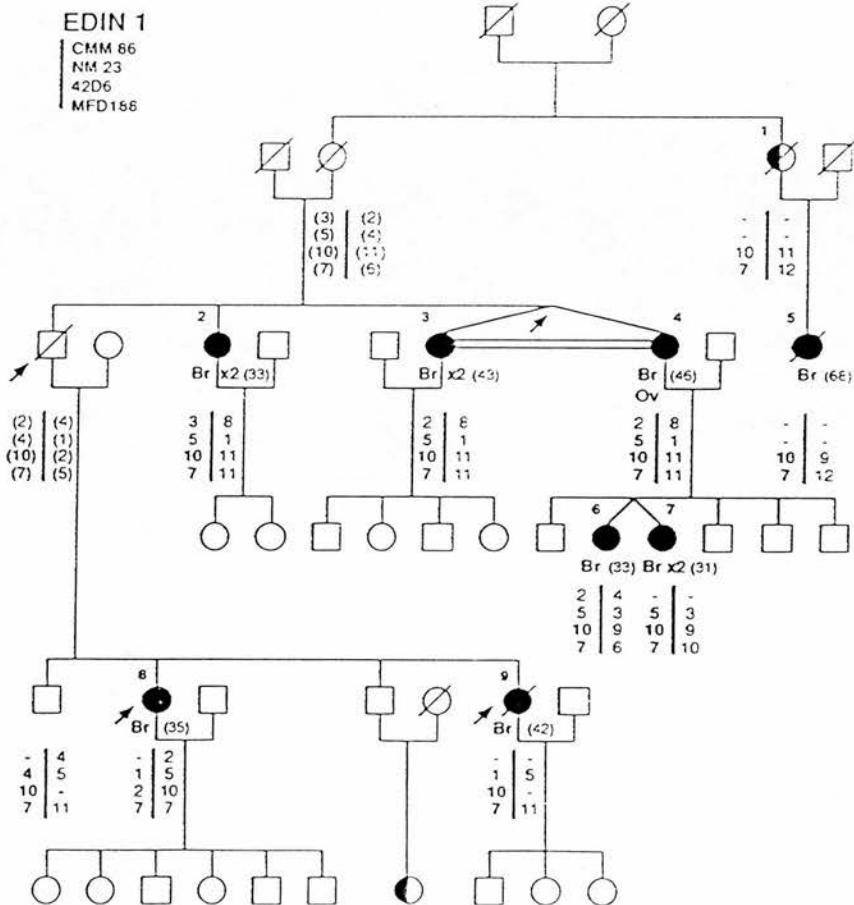 EDIN 1
CMM 86
NM 23
42D6
MFD188
1
(3) (2)
(5) (4)
(10) (11)
(7) (6)
- -
- -
10 11
7 12
2 3 4 5
Br x2 (33) Br x2 (43) Br (46) Br (68)
Ov
(2) (4) 3 8 2 8 2 8 - -
(4) (1) 5 1 5 1 5 1 - -
(10) (2) 10 11 10 11 10 11 10 9
(7) (5) 7 11 7 11 7 11 7 12
6 7
Br (33) Br x2 (31)
2 4 - -
5 3 5 3
10 9 10 9
7 6 7 10
8 9
Br (35) Br (42)
- 4 - 2 - -
4 5 1 5 1 5
10 - 2 10 10 -
7 11 7 7 7 11